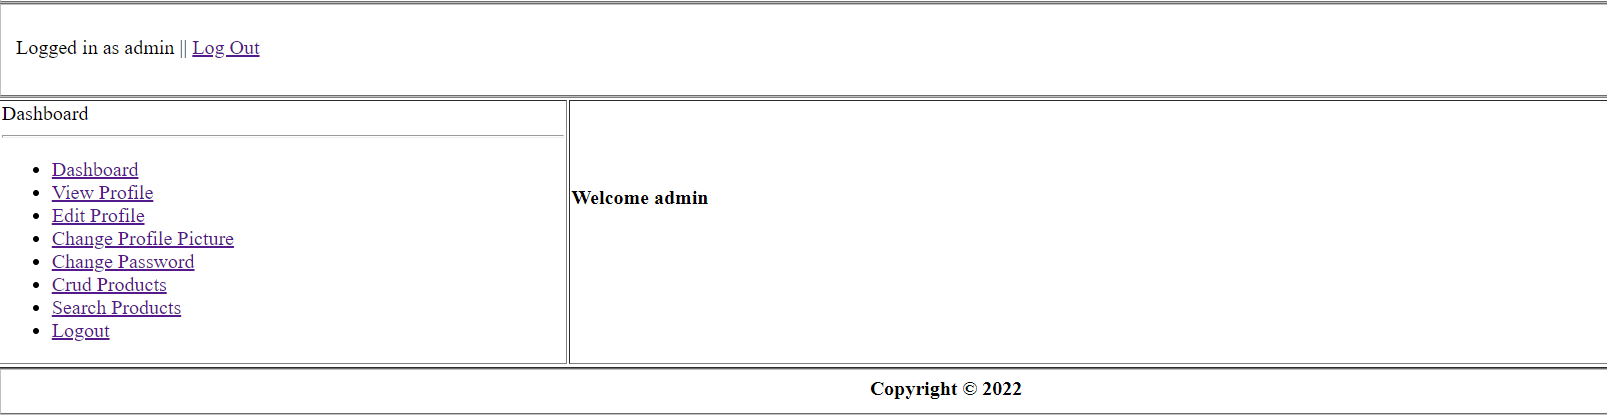 Logged in as admin || Log Out
Dashboard
Dashboard
View Profile
Edit Profile
Change Profile Picture
Change Password
Crud Products
Search Products
Logout
Welcome admin
Copyright © 2022